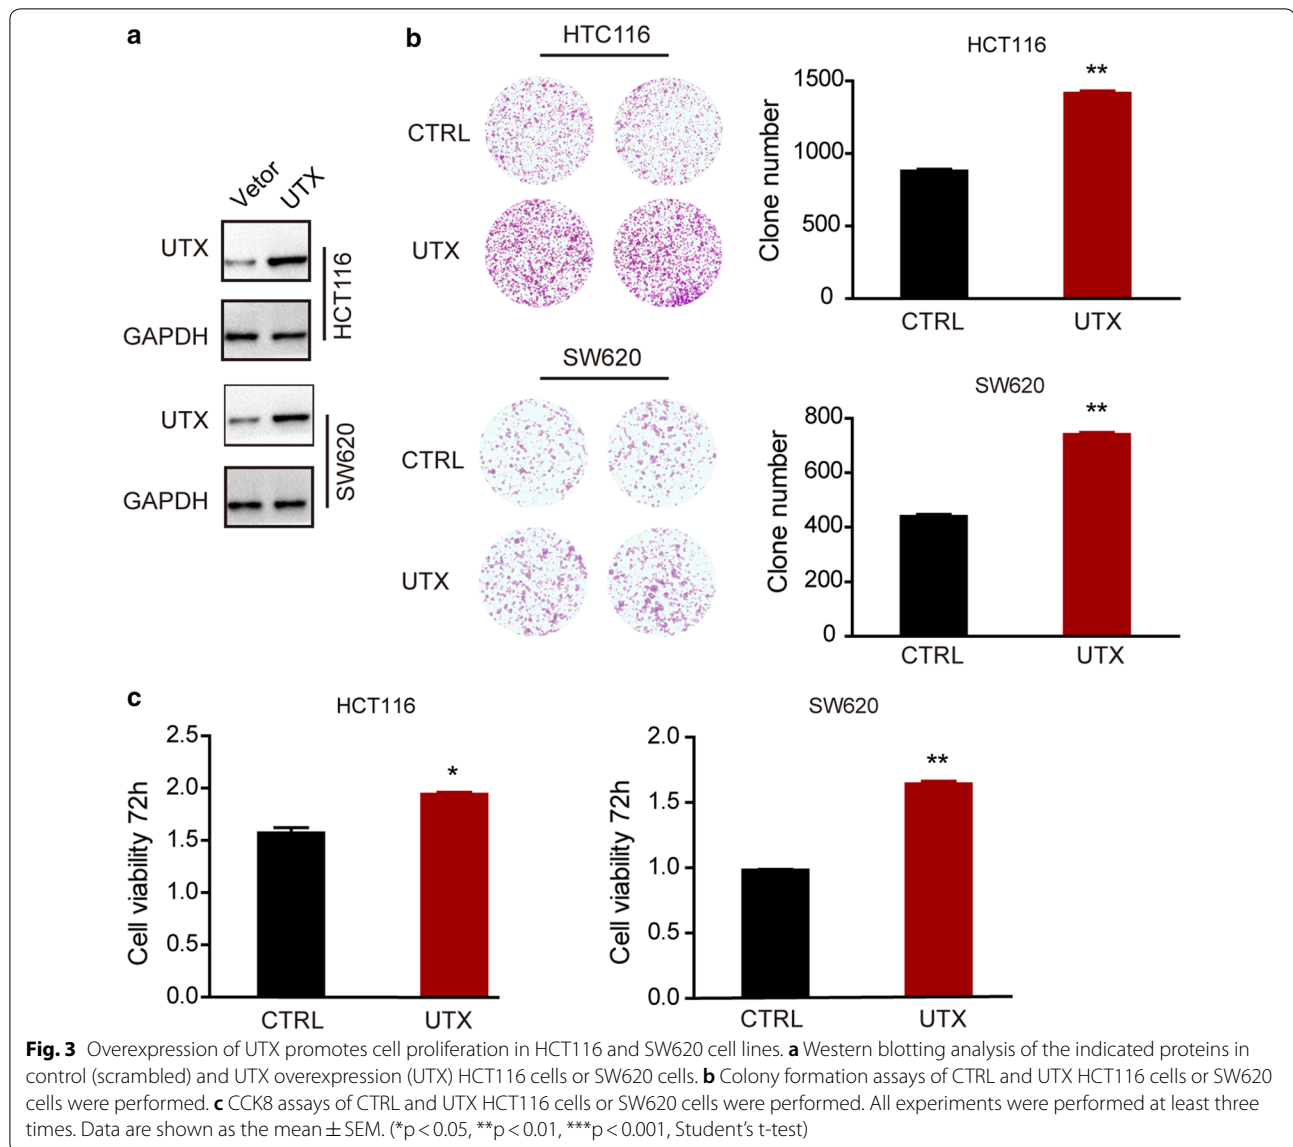 a
Vetor UTX
UTX
GAPDH
HCT116
UTX
GAPDH
SW620
b
HTC116
CTRL
UTX
SW620
CTRL
UTX
HCT116
**
Clone number
1500
1000
500
0
CTRL UTX
SW620
**
Clone number
800
600
400
200
0
CTRL UTX
c
HCT116
*
Cell viability 72h
2.5
2.0
1.5
1.0
0.5
0.0
CTRL UTX
SW620
**
Cell viability 72h
2.0
1.5
1.0
0.5
0.0
CTRL UTX
Fig. 3 Overexpression of UTX promotes cell proliferation in HCT116 and SW620 cell lines. a Western blotting analysis of the indicated proteins in
control (scrambled) and UTX overexpression (UTX) HCT116 cells or SW620 cells. b Colony formation assays of CTRL and UTX HCT116 cells or SW620
cells were performed. c CCK8 assays of CTRL and UTX HCT116 cells or SW620 cells were performed. All experiments were performed at least three
times. Data are shown as the mean ± SEM. (*p < 0.05, **p < 0.01, ***p < 0.001, Student's t-test)